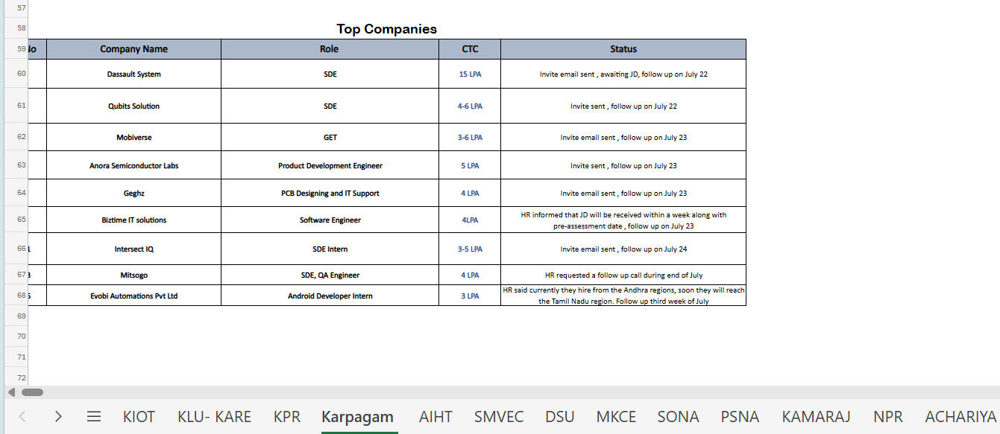 57
58 Top Companies
59 No Company Name Role CTC Status
60 Dassault System SDE 15 LPA Invite email sent , awaiting JD, follow up on July 22
61 Qubits Solution SDE 4-6 LPA Invite sent , follow up on July 22
62 Mobiverse GET 3-6 LPA Invite email sent , follow up on July 23
63 Anora Semiconductor Labs Product Development Engineer 5 LPA Invite sent , follow up on July 23
64 Geghz PCB Designing and IT Support 4 LPA Invite email sent , follow up on July 23
65 Biztime IT solutions Software Engineer 4LPA HR informed that JD will be received within a week along with
pre-assessment date , follow up on July 23
66 1 Intersect IQ SDE Intern 3-5 LPA Invite email sent , follow up on July 24
67 3 Mitsogo SDE, QA Engineer 4 LPA HR requested a follow up call during end of July
68 5 Evobi Automations Pvt Ltd Android Developer Intern 3 LPA HR said currently they hire from the Andhra regions, soon they will reach
the Tamil Nadu region. Follow up third week of July
69
70
71
72
KIOT KLU- KARE KPR Karpagam AIHT SMVEC DSU MKCE SONA PSNA KAMARAJ NPR ACHARIYA